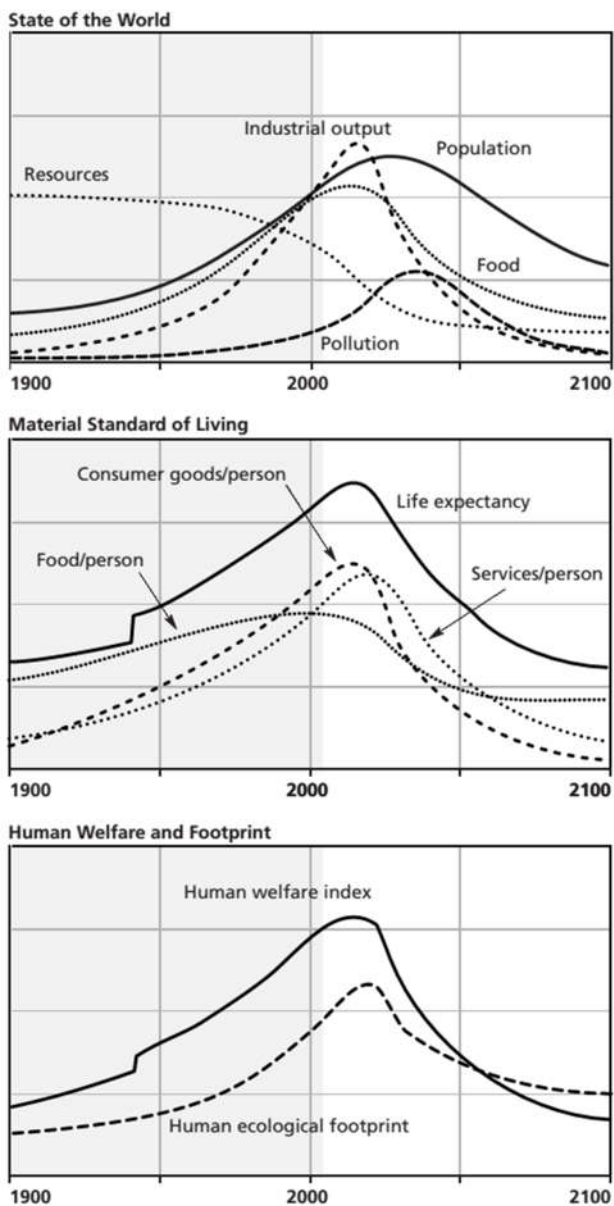 State of the World
Industrial output
Population
Resources
Food
Pollution
1900 2000 2100
Material Standard of Living
Consumer goods/person
Life expectancy
Food/person
Services/person
1900 2000 2100
Human Welfare and Footprint
Human welfare index
Human ecological footprint
1900 2000 2100